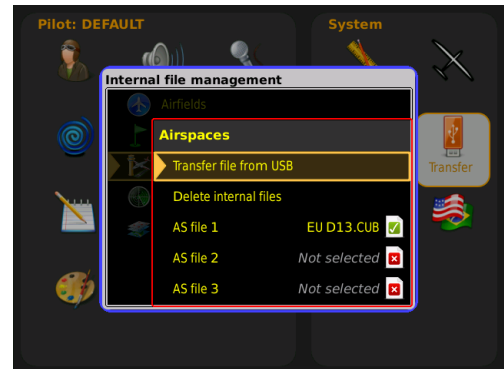 Pilot: DEFAULT
System
Internal file management
Airfields
Airspaces
Transfer file from USB
Delete internal files
AS file 1 EU D13.CUB
AS file 2 Not selected
AS file 3 Not selected
Transfer